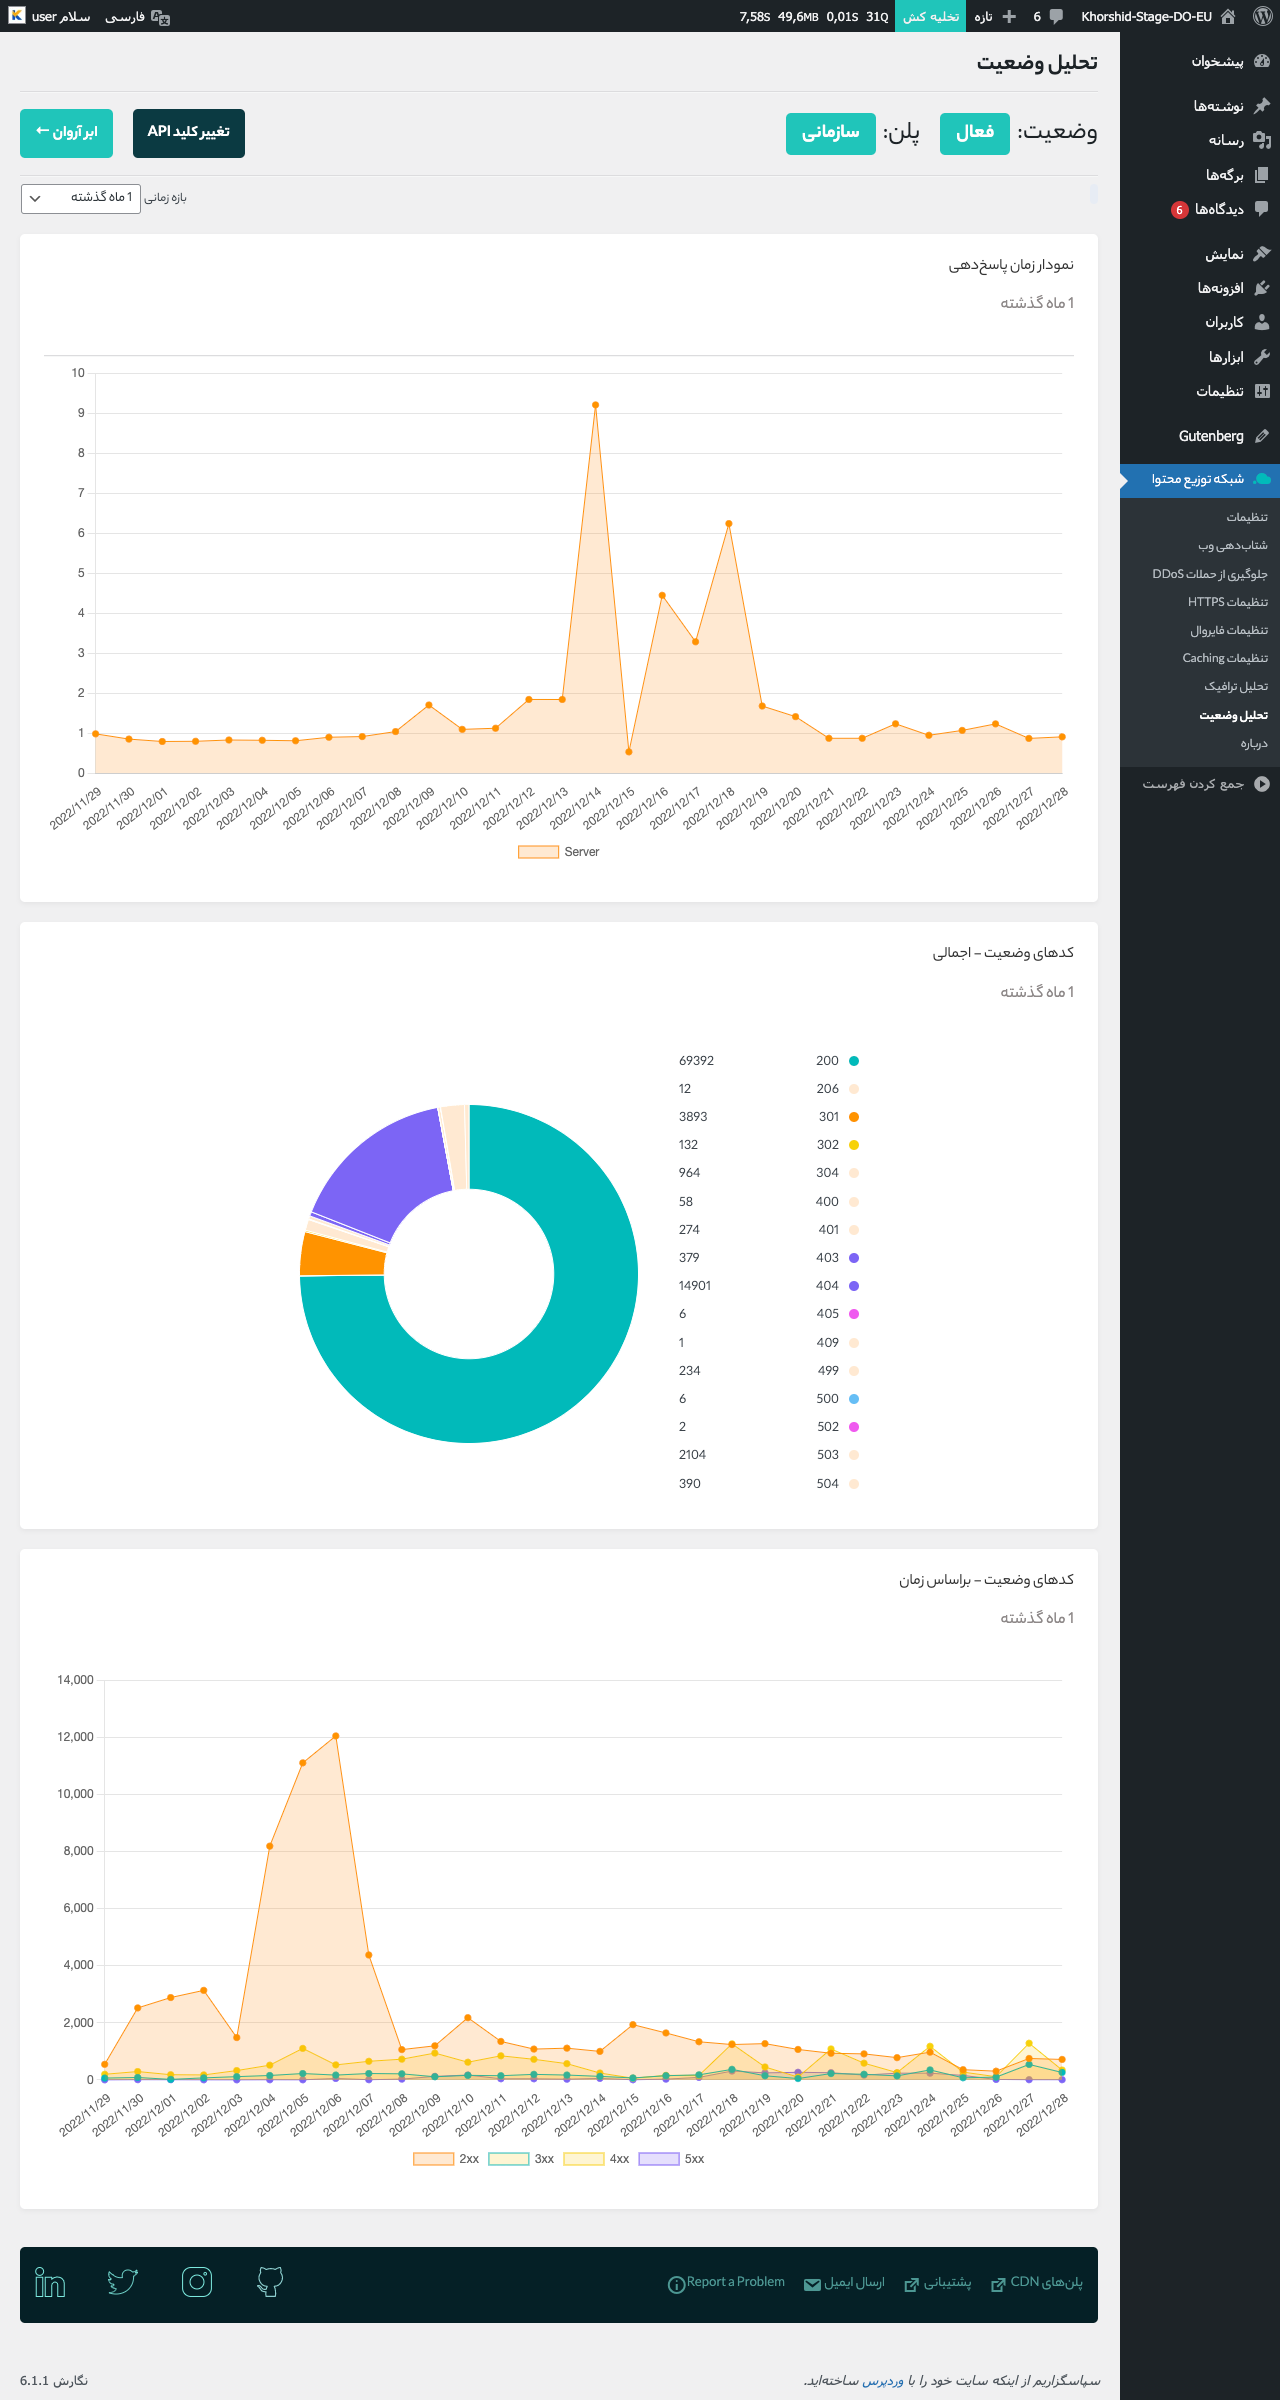 Khorshid-Stage-DO-EU
6
تازه
تخلیه کش
7,58S 49,6MB 0,01S 31Q
فارسی
سلام user
پیشخوان
نوشته‌ها
رسانه
برگه‌ها
دیدگاه‌ها 6
نمایش
افزونه‌ها
کاربران
ابزارها
تنظیمات
Gutenberg
شبکه توزیع محتوا
تنظیمات
شتاب‌دهی وب
جلوگیری از حملات DDoS
تنظیمات HTTPS
تنظیمات فایروال
تنظیمات Caching
تحلیل ترافیک
تحلیل وضعیت
درباره
جمع کردن فهرست
تحلیل وضعیت
وضعیت: فعال پلن: سازمانی
تغییر کلید API
ابر آروان ←
بازه زمانی 1 ماه گذشته
نمودار زمان پاسخ‌دهی
1 ماه گذشته
10
9
8
7
6
5
4
3
2
1
0
2022/11/29 2022/11/30 2022/12/01 2022/12/02 2022/12/03 2022/12/04 2022/12/05 2022/12/06 2022/12/07 2022/12/08 2022/12/09 2022/12/10 2022/12/11 2022/12/12 2022/12/13 2022/12/14 2022/12/15 2022/12/16 2022/12/17 2022/12/18 2022/12/19 2022/12/20 2022/12/21 2022/12/22 2022/12/23 2022/12/24 2022/12/25 2022/12/26 2022/12/27 2022/12/28
Server
کدهای وضعیت – اجمالی
1 ماه گذشته
200 69392
206 12
301 3893
302 132
304 964
400 58
401 274
403 379
404 14901
405 6
409 1
499 234
500 6
502 2
503 2104
504 390
کدهای وضعیت – براساس زمان
1 ماه گذشته
14,000
12,000
10,000
8,000
6,000
4,000
2,000
0
2022/11/29 2022/11/30 2022/12/01 2022/12/02 2022/12/03 2022/12/04 2022/12/05 2022/12/06 2022/12/07 2022/12/08 2022/12/09 2022/12/10 2022/12/11 2022/12/12 2022/12/13 2022/12/14 2022/12/15 2022/12/16 2022/12/17 2022/12/18 2022/12/19 2022/12/20 2022/12/21 2022/12/22 2022/12/23 2022/12/24 2022/12/25 2022/12/26 2022/12/27 2022/12/28
2xx 3xx 4xx 5xx
پلن‌های CDN
پشتیبانی
ارسال ایمیل
Report a Problem
سپاسگزاریم از اینکه سایت خود را با وردپرس ساخته‌اید.
نگارش 6.1.1